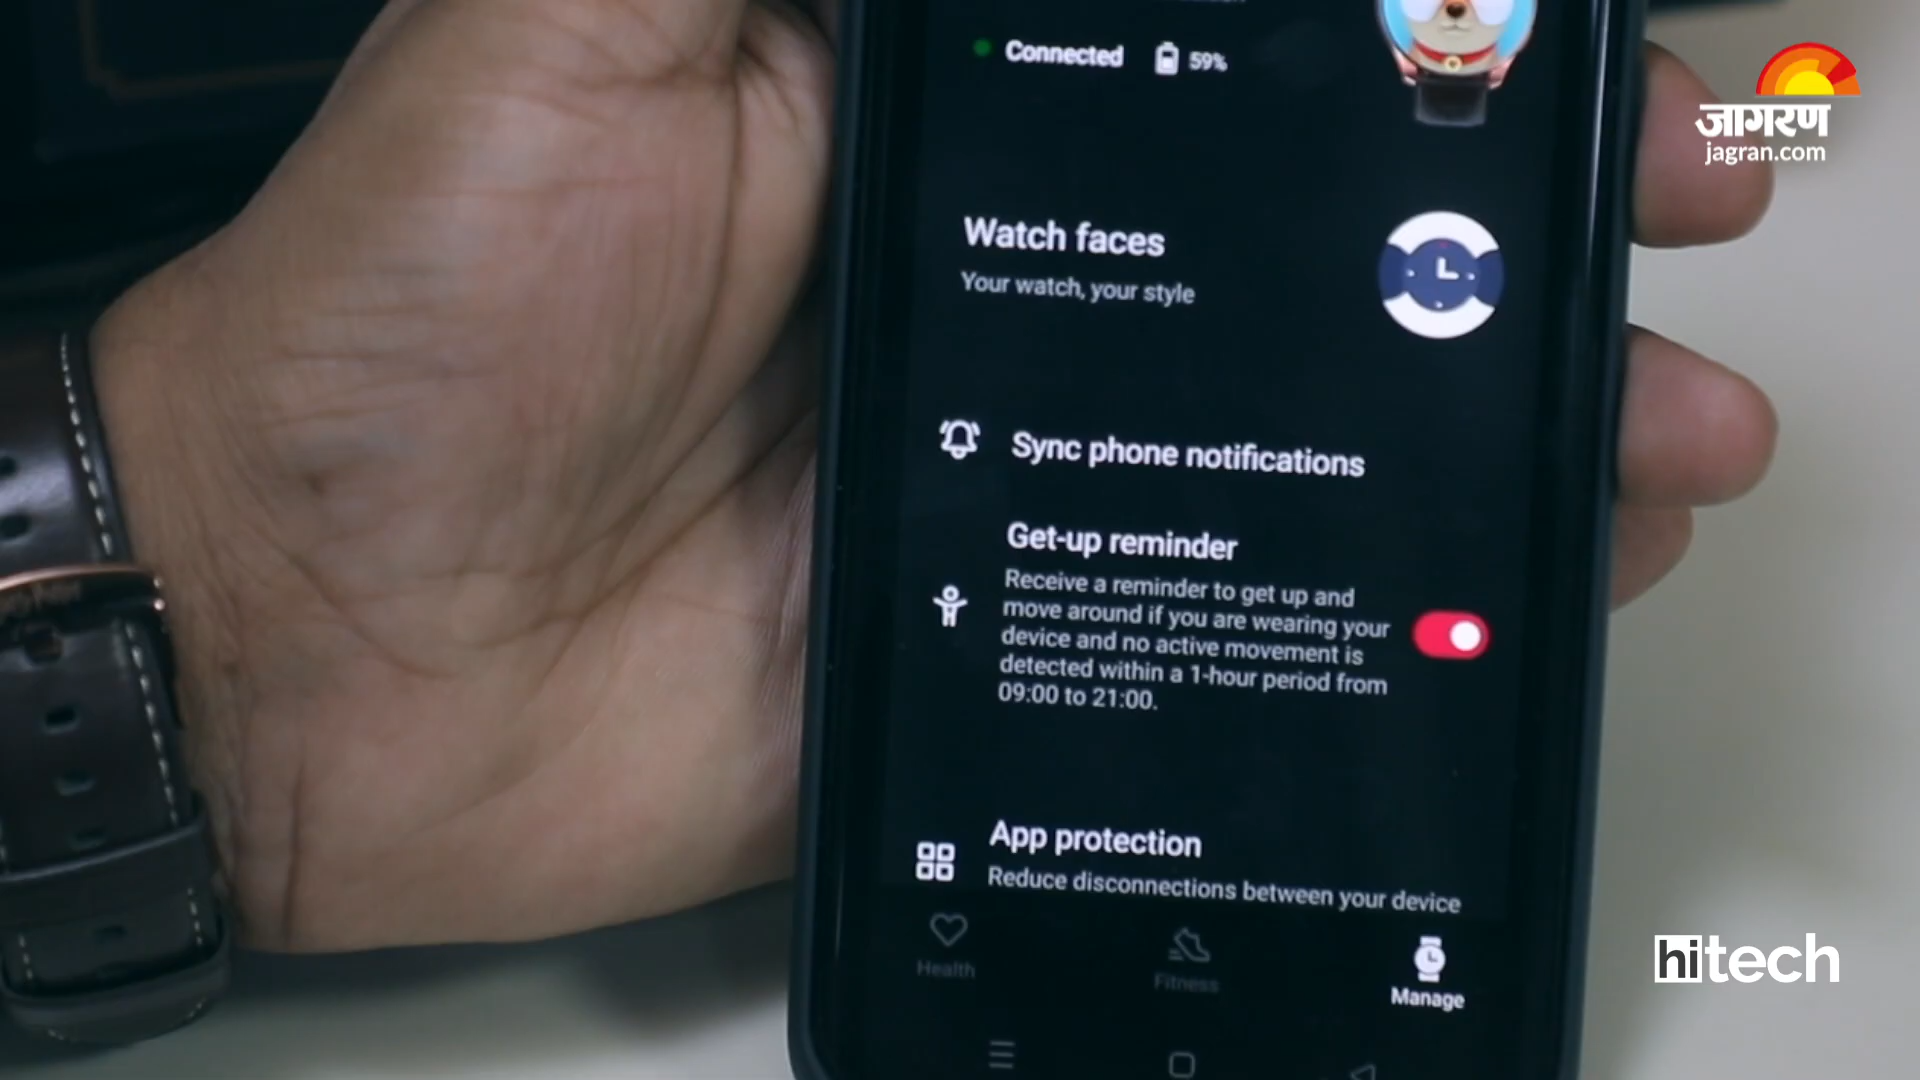 Connected 59%
जागरण
jagran.com
Watch faces
Your watch, your style
Sync phone notifications
Get-up reminder
Receive a reminder to get up and
move around if you are wearing your
device and no active movement is
detected within a 1-hour period from
09:00 to 21:00.
App protection
Reduce disconnections between your device
Health
Fitness
Manage
hitech